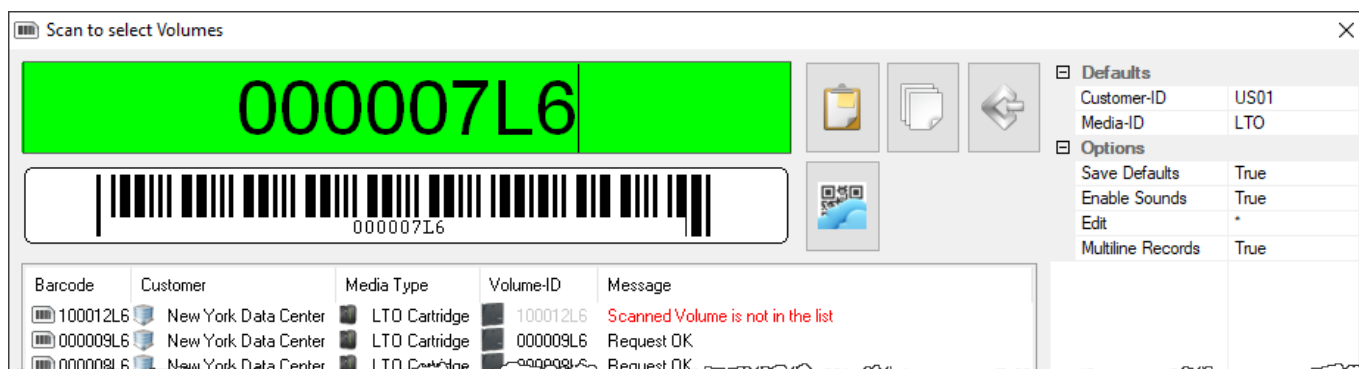 Scan to select Volumes
000007L6
000007L6
Defaults
Customer-ID US01
Media-ID LTO
Options
Save Defaults True
Enable Sounds True
Edit *
Multiline Records True
Barcode Customer Media Type Volume-ID Message
100012L6 New York Data Center LTO Cartridge 100012L6 Scanned Volume is not in the list
000009L6 New York Data Center LTO Cartridge 000009L6 Request OK
000008L6 New York Data Center LTO Cartridge 000008L6 Request OK